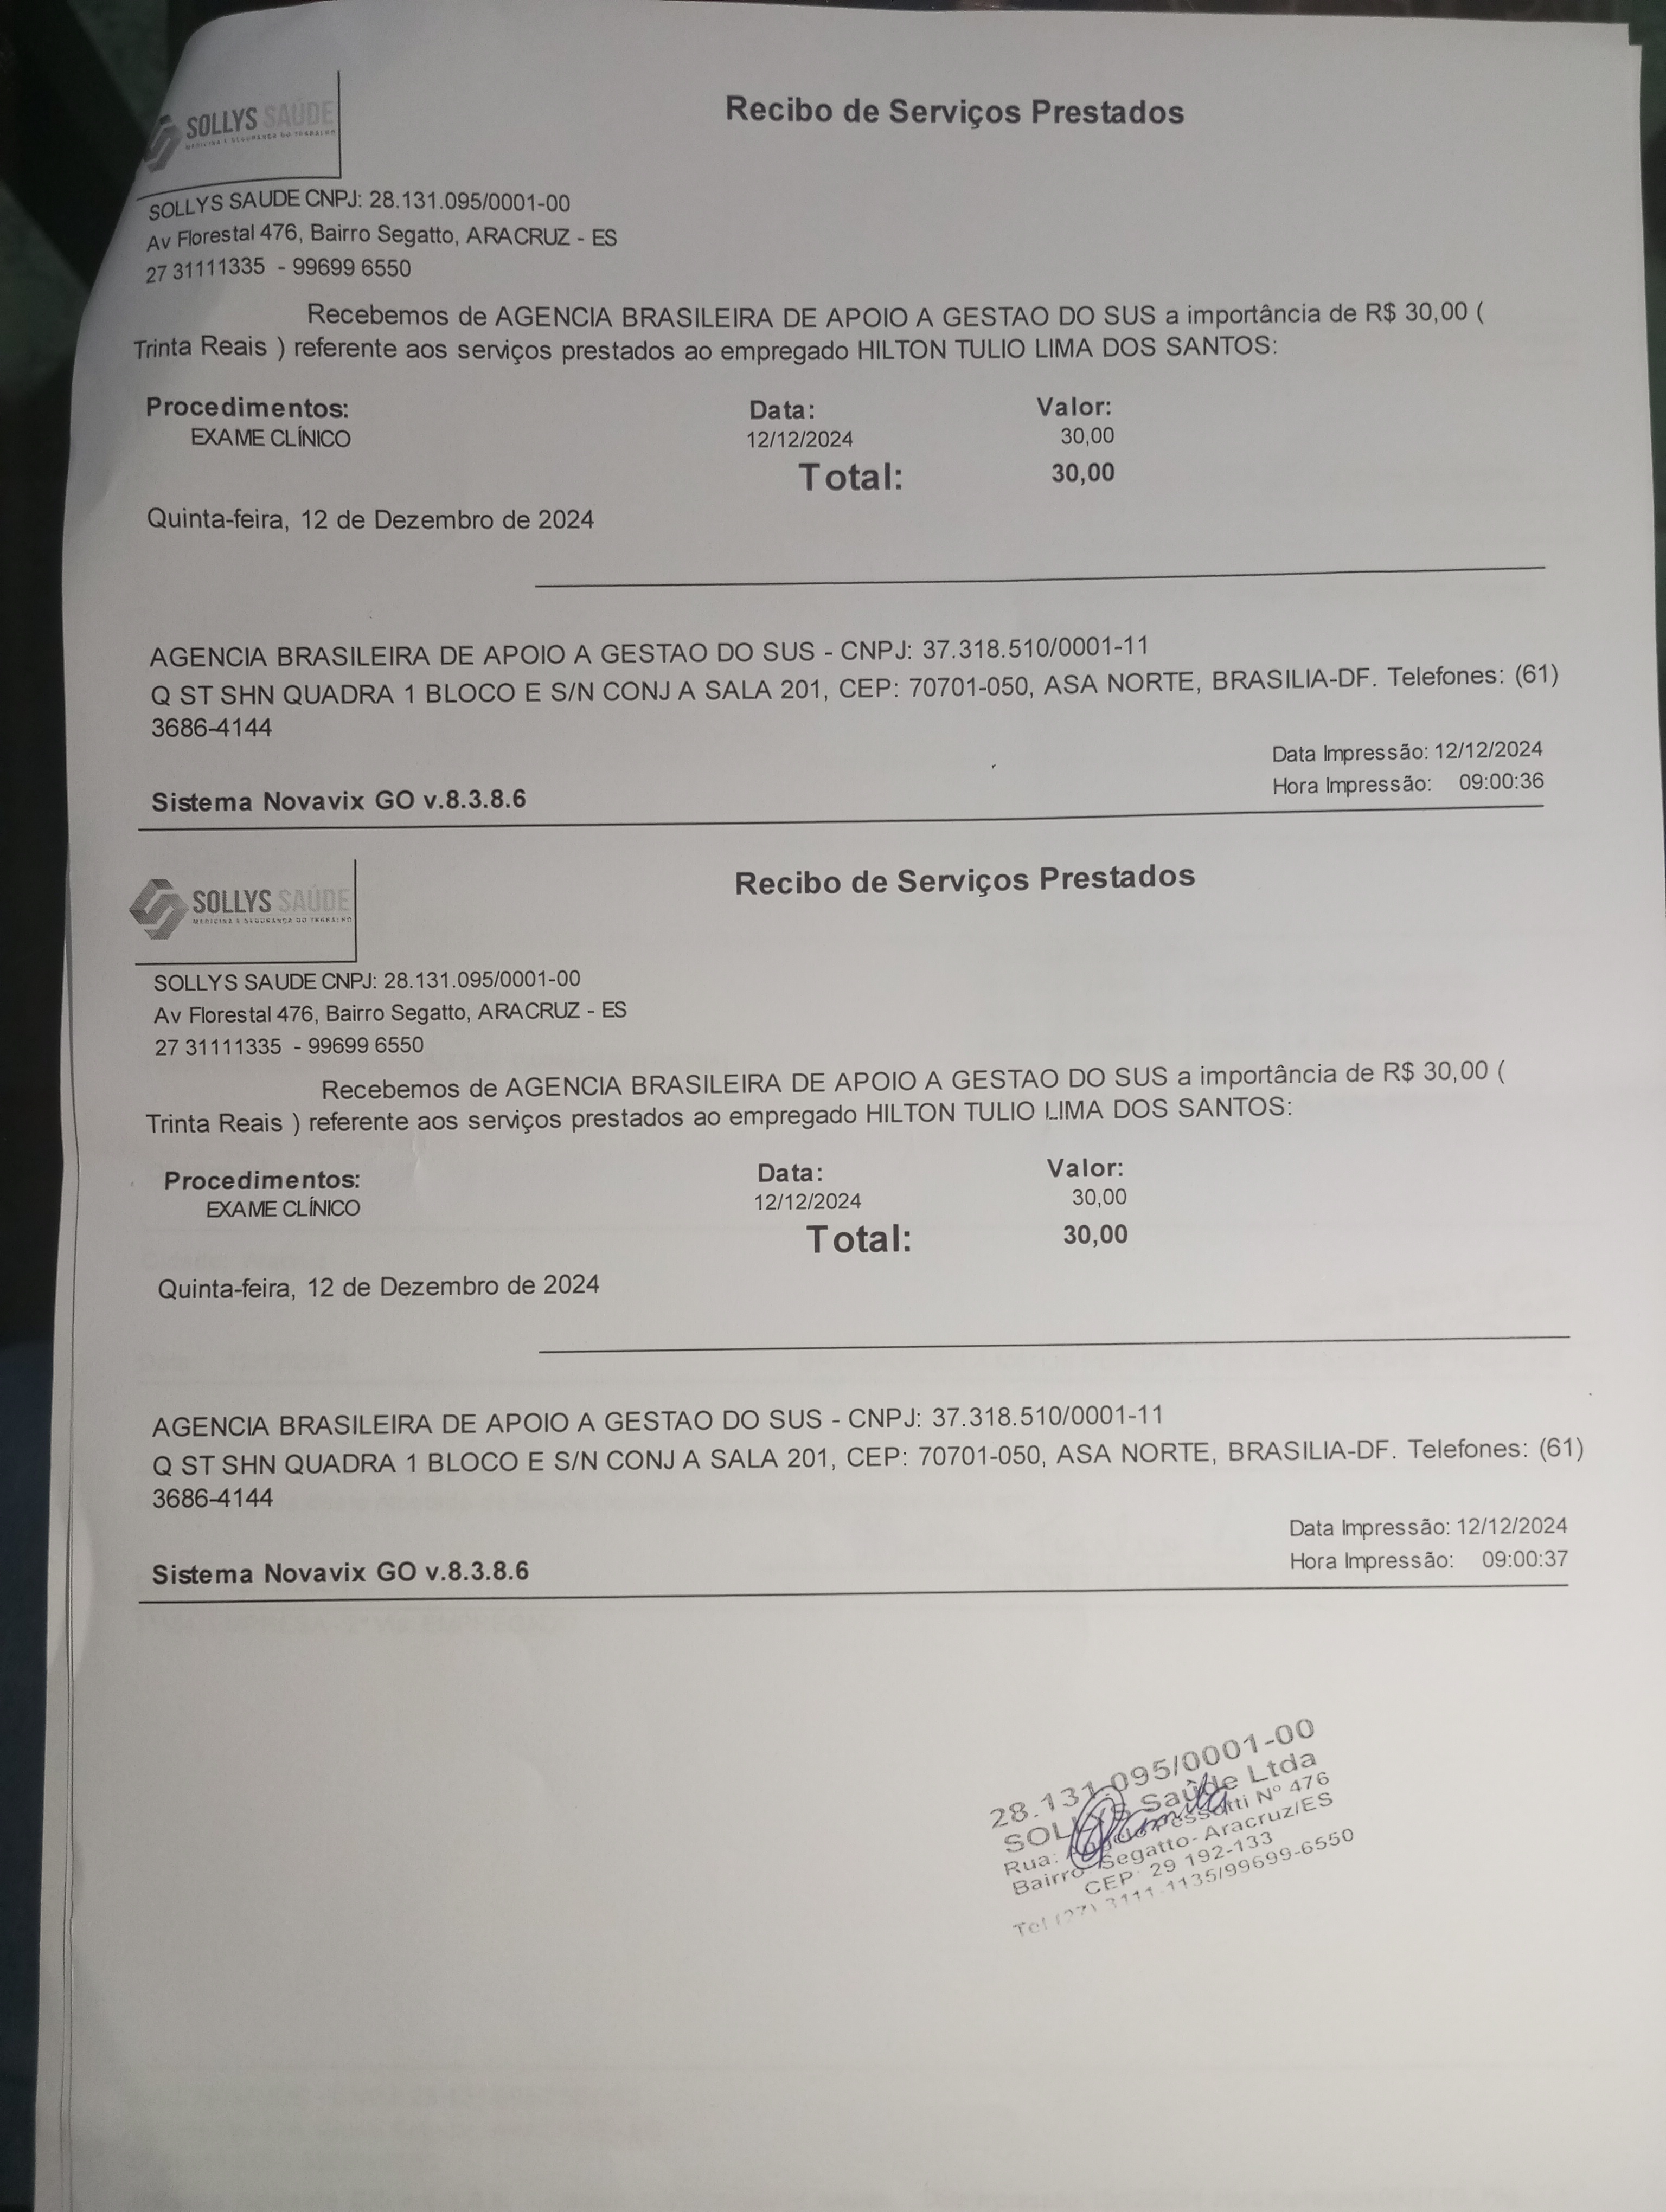 SOLLYS SAÚDE
MEDICINA E SEGURANÇA DO TRABALHO
Recibo de Serviços Prestados
SOLLYS SAUDE CNPJ: 28.131.095/0001-00
Av Florestal 476, Bairro Segatto, ARACRUZ - ES
27 31111335 - 99699 6550
Recebemos de AGENCIA BRASILEIRA DE APOIO A GESTAO DO SUS a importância de R$ 30,00 (
Trinta Reais ) referente aos serviços prestados ao empregado HILTON TULIO LIMA DOS SANTOS:
Procedimentos: Data: Valor:
EXAME CLÍNICO 12/12/2024 30,00
Total: 30,00
Quinta-feira, 12 de Dezembro de 2024
AGENCIA BRASILEIRA DE APOIO A GESTAO DO SUS - CNPJ: 37.318.510/0001-11
Q ST SHN QUADRA 1 BLOCO E S/N CONJ A SALA 201, CEP: 70701-050, ASA NORTE, BRASILIA-DF. Telefones: (61)
3686-4144
Data Impressão: 12/12/2024
Hora Impressão: 09:00:36
Sistema Novavix GO v.8.3.8.6
SOLLYS SAÚDE
MEDICINA E SEGURANÇA DO TRABALHO
Recibo de Serviços Prestados
SOLLYS SAUDE CNPJ: 28.131.095/0001-00
Av Florestal 476, Bairro Segatto, ARACRUZ - ES
27 31111335 - 99699 6550
Recebemos de AGENCIA BRASILEIRA DE APOIO A GESTAO DO SUS a importância de R$ 30,00 (
Trinta Reais ) referente aos serviços prestados ao empregado HILTON TULIO LIMA DOS SANTOS:
Procedimentos: Data: Valor:
EXAME CLÍNICO 12/12/2024 30,00
Total: 30,00
Quinta-feira, 12 de Dezembro de 2024
AGENCIA BRASILEIRA DE APOIO A GESTAO DO SUS - CNPJ: 37.318.510/0001-11
Q ST SHN QUADRA 1 BLOCO E S/N CONJ A SALA 201, CEP: 70701-050, ASA NORTE, BRASILIA-DF. Telefones: (61)
3686-4144
Data Impressão: 12/12/2024
Hora Impressão: 09:00:37
Sistema Novavix GO v.8.3.8.6
28.131.095/0001-00
SOLLYS Saúde Ltda
Rua: Nº 476
Bairro Segatto- Aracruz/ES
CEP: 29 192-133
Tel (27) 3111-1135/99699-6550